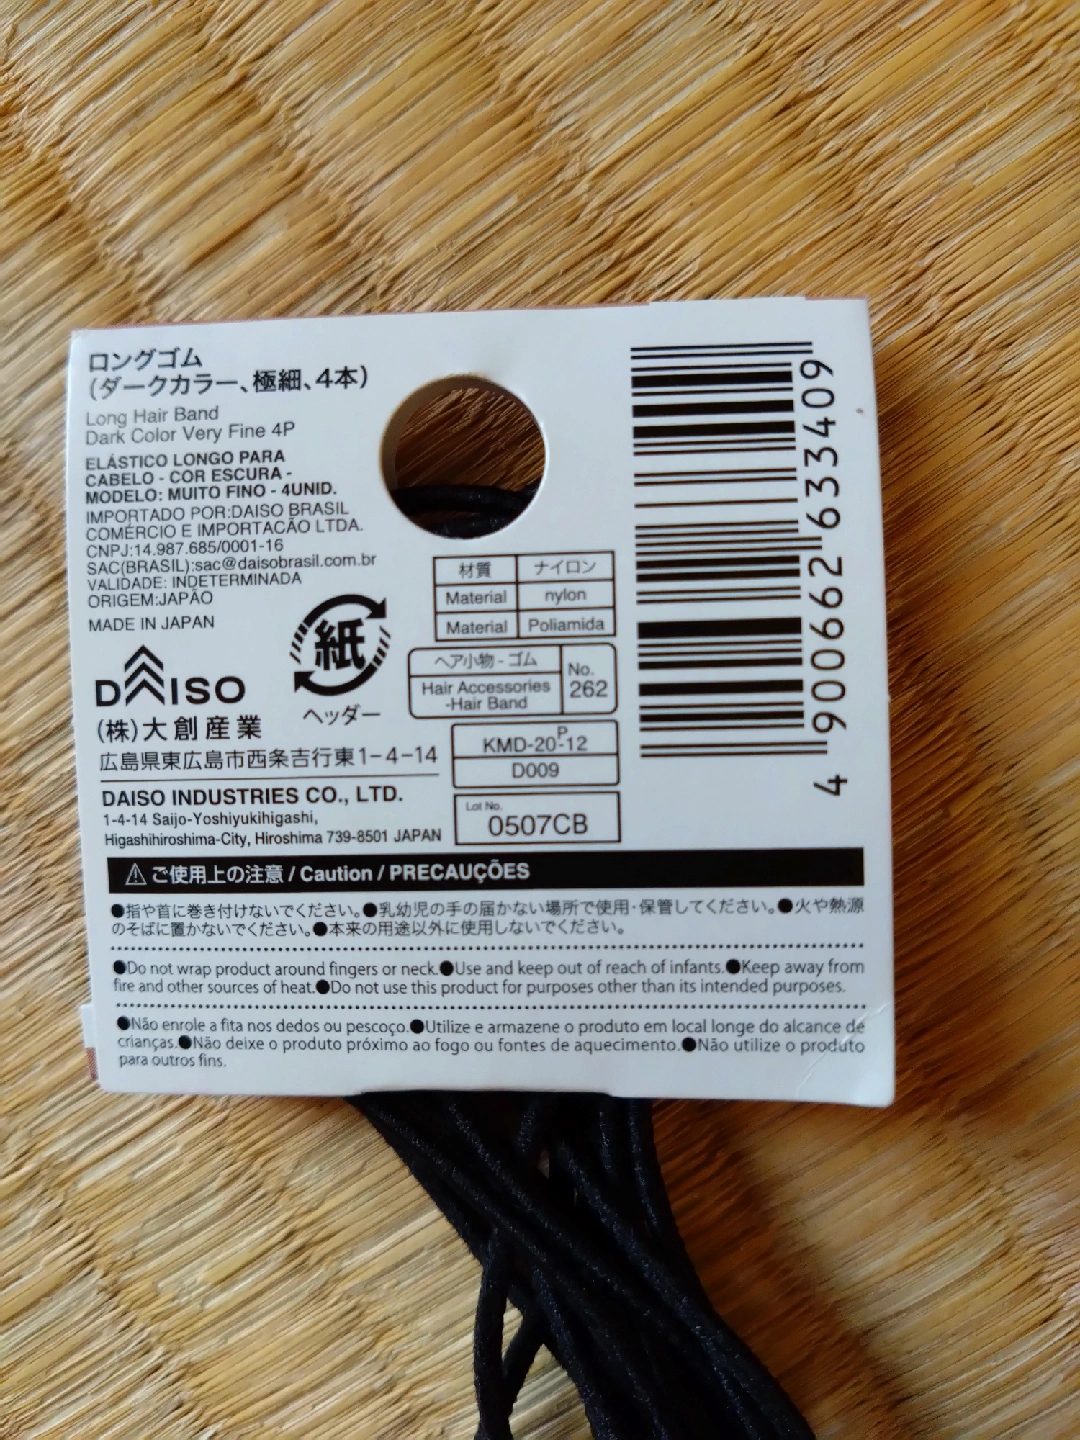 ロングゴム
(ダークカラー、極細、4本)
Long Hair Band
Dark Color Very Fine 4P
ELÁSTICO LONGO PARA
CABELO - COR ESCURA -
MODELO: MUITO FINO - 4UNID.
IMPORTADO POR:DAISO BRASIL
COMÉRCIO E IMPORTAÇÃO LTDA.
CNPJ:14.987.685/0001-16
SAC(BRASIL):sac@daisobrasil.com.br
VALIDADE: INDETERMINADA
ORIGEM:JAPÃO
MADE IN JAPAN
紙
ヘッダー
DAISO
(株)大創産業
広島県東広島市西条吉行東1-4-14
DAISO INDUSTRIES CO., LTD.
1-4-14 Saijo-Yoshiyukihigashi,
Higashihiroshima-City, Hiroshima 739-8501 JAPAN
材質 ナイロン
Material nylon
Material Poliamida
ヘア小物 - ゴム
Hair Accessories
-Hair Band
No.
262
P
KMD-20-12
D009
Lot No.
0507CB
4 900662 633409
⚠ご使用上の注意 / Caution / PRECAUÇÕES
●指や首に巻き付けないでください。●乳幼児の手の届かない場所で使用・保管してください。●火や熱源
のそばに置かないでください。●本来の用途以外に使用しないでください。
●Do not wrap product around fingers or neck.●Use and keep out of reach of infants.●Keep away from
fire and other sources of heat.●Do not use this product for purposes other than its intended purposes.
●Não enrole a fita nos dedos ou pescoço.●Utilize e armazene o produto em local longe do alcance de
crianças.●Não deixe o produto próximo ao fogo ou fontes de aquecimento.●Não utilize o produto
para outros fins.